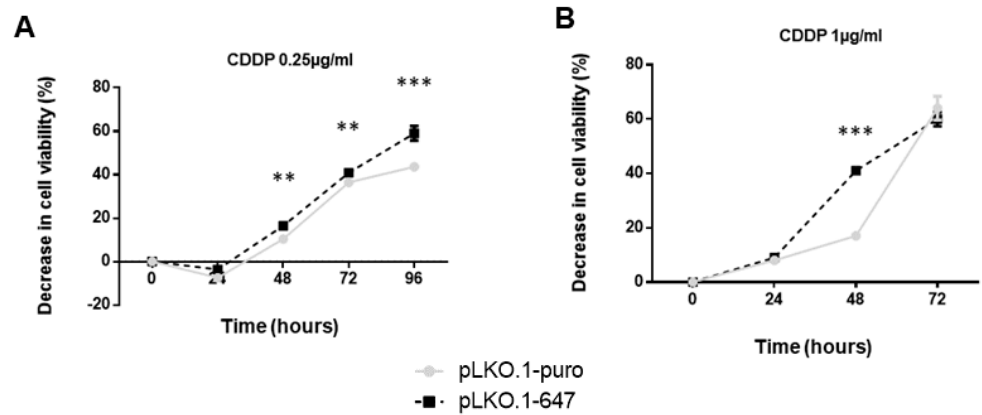 A
CDDP 0.25µg/ml
Decrease in cell viability (%)
80
60
40
20
0
-20
**
**
***
0 24 48 72 96
Time (hours)
B
CDDP 1µg/ml
Decrease in cell viability (%)
80
60
40
20
0
***
0 24 48 72
Time (hours)
pLKO.1-puro
pLKO.1-647